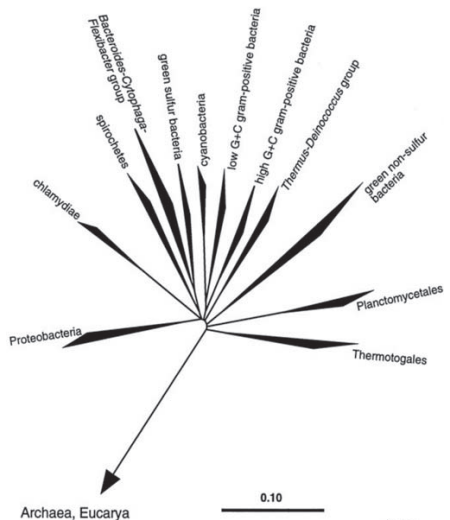 Bacteroides-Cytophaga-
Flexibacter group
green sulfur bacteria
cyanobacteria
low G+C gram-positive bacteria
high G+C gram-positive bacteria
Thermus-Deinococcus group
spirochetes
green non-sulfur
bacteria
chlamydiae
Planctomycetales
Proteobacteria
Thermotogales
0.10
Archaea, Eucarya